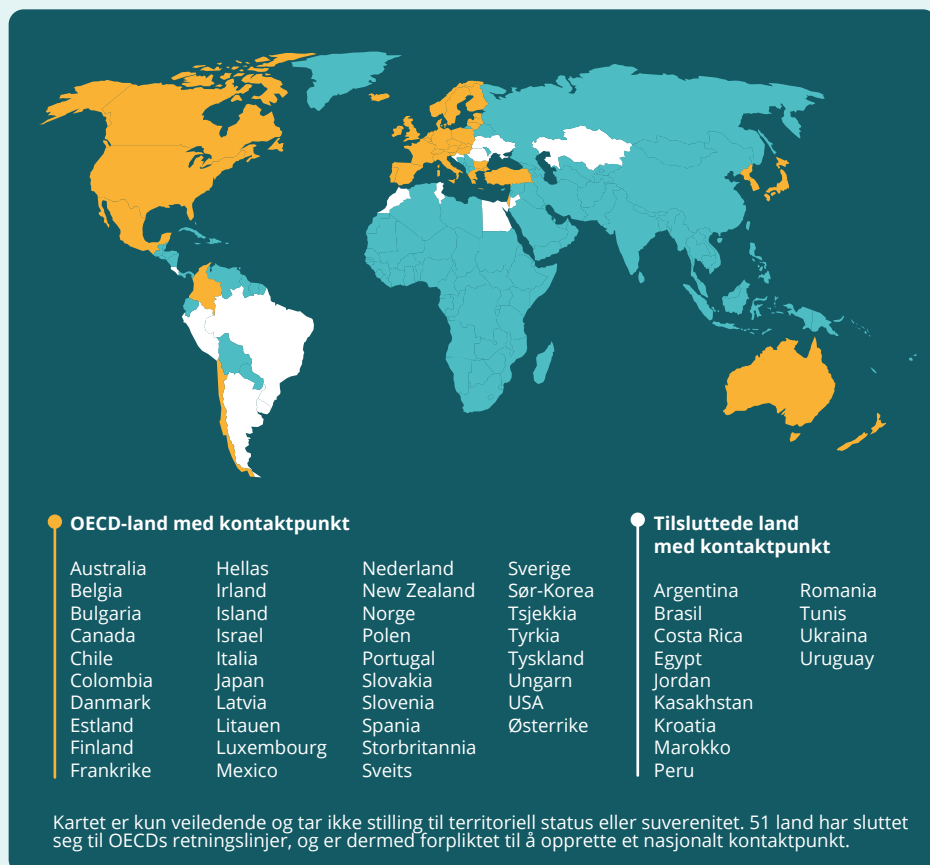 OECD-land med kontaktpunkt
Australia
Belgia
Bulgaria
Canada
Chile
Colombia
Danmark
Estland
Finland
Frankrike
Hellas
Irland
Island
Israel
Italia
Japan
Latvia
Litauen
Luxembourg
Mexico
Nederland
New Zealand
Norge
Polen
Portugal
Slovakia
Slovenia
Spania
Storbritannia
Sveits
Sverige
Sør-Korea
Tsjekkia
Tyrkia
Tyskland
Ungarn
USA
Østerrike
Tilsluttede land
med kontaktpunkt
Argentina
Brasil
Costa Rica
Egypt
Jordan
Kasakhstan
Kroatia
Marokko
Peru
Romania
Tunis
Ukraina
Uruguay
Kartet er kun veiledende og tar ikke stilling til territoriell status eller suverenitet. 51 land har sluttet
seg til OECDs retningslinjer, og er dermed forpliktet til å opprette et nasjonalt kontaktpunkt.